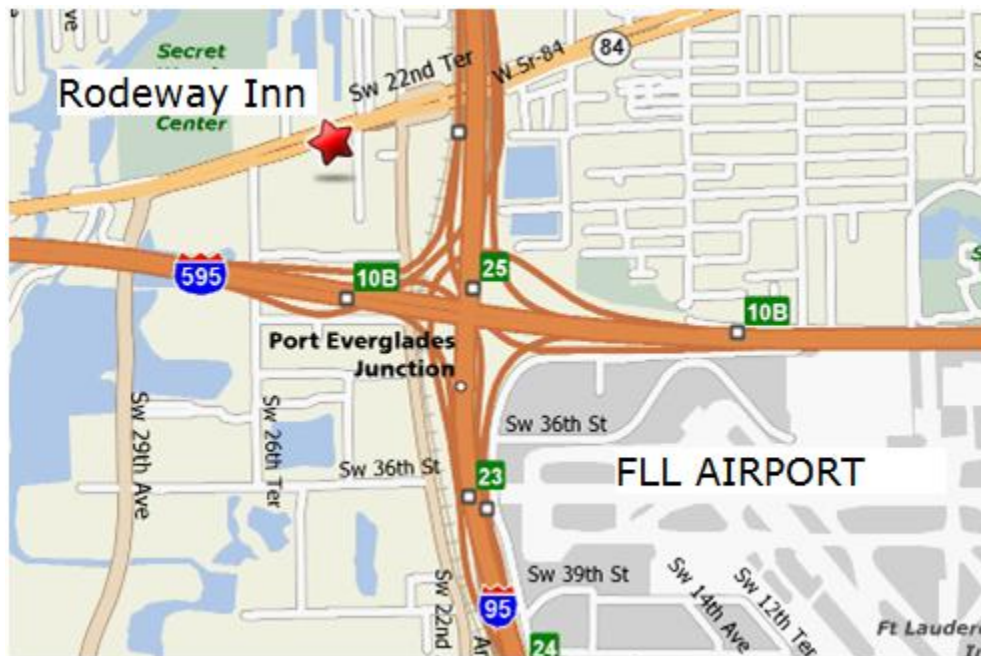 Ave
Secret
Rodeway Inn
Center
Sw 22nd Ter
W Sr-84
84
595
10B
25
10B
Port Everglades
Junction
Sw 29th Ave
Sw 26th Ter
Sw 36th St
Sw 36th St
23
FLL AIRPORT
Sw 22nd
Sw 39th St
95
24
Sw 14th Ave
Sw 12th Ter
Ft Lauder